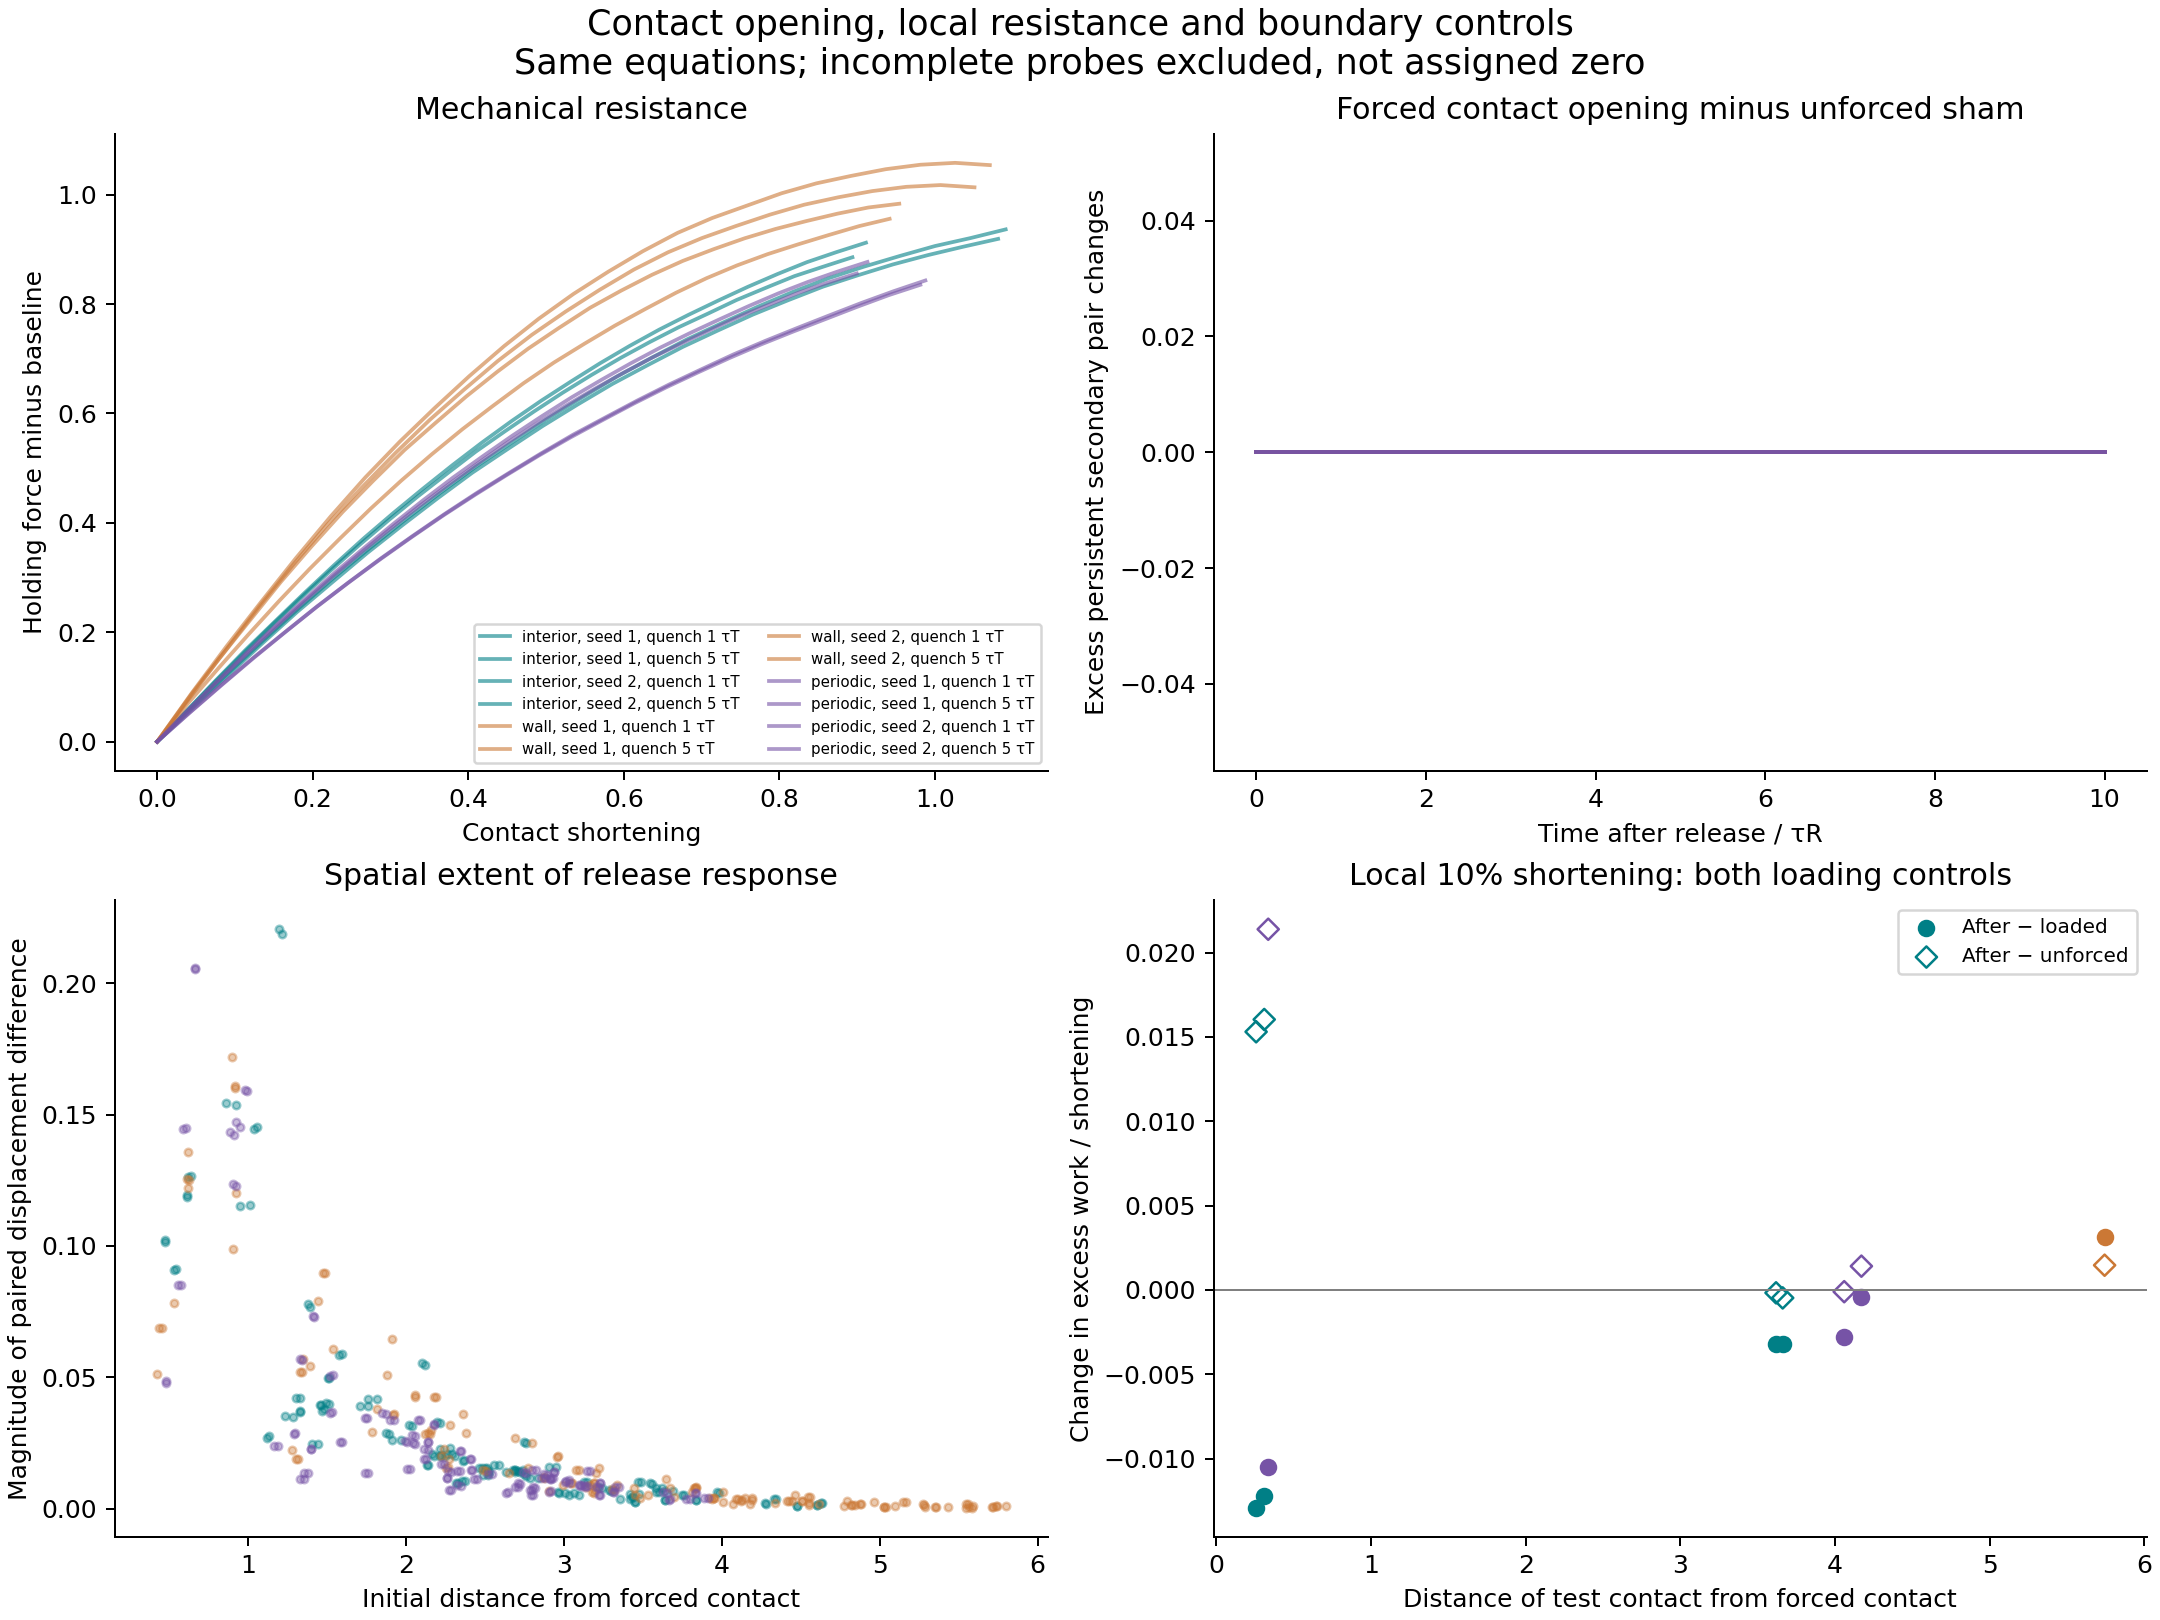 Contact opening, local resistance and boundary controls
Same equations; incomplete probes excluded, not assigned zero
Mechanical resistance
Holding force minus baseline
1.0
0.8
0.6
0.4
0.2
0.0
0.0 0.2 0.4 0.6 0.8 1.0
Contact shortening
interior, seed 1, quench 1 τT
interior, seed 1, quench 5 τT
interior, seed 2, quench 1 τT
interior, seed 2, quench 5 τT
wall, seed 1, quench 1 τT
wall, seed 1, quench 5 τT
wall, seed 2, quench 1 τT
wall, seed 2, quench 5 τT
periodic, seed 1, quench 1 τT
periodic, seed 1, quench 5 τT
periodic, seed 2, quench 1 τT
periodic, seed 2, quench 5 τT
Forced contact opening minus unforced sham
Excess persistent secondary pair changes
0.04
0.02
0.00
−0.02
−0.04
0 2 4 6 8 10
Time after release / τR
Spatial extent of release response
Magnitude of paired displacement difference
0.20
0.15
0.10
0.05
0.00
1 2 3 4 5 6
Initial distance from forced contact
Local 10% shortening: both loading controls
Change in excess work / shortening
0.020
0.015
0.010
0.005
0.000
−0.005
−0.010
0 1 2 3 4 5 6
Distance of test contact from forced contact
After − loaded
After − unforced